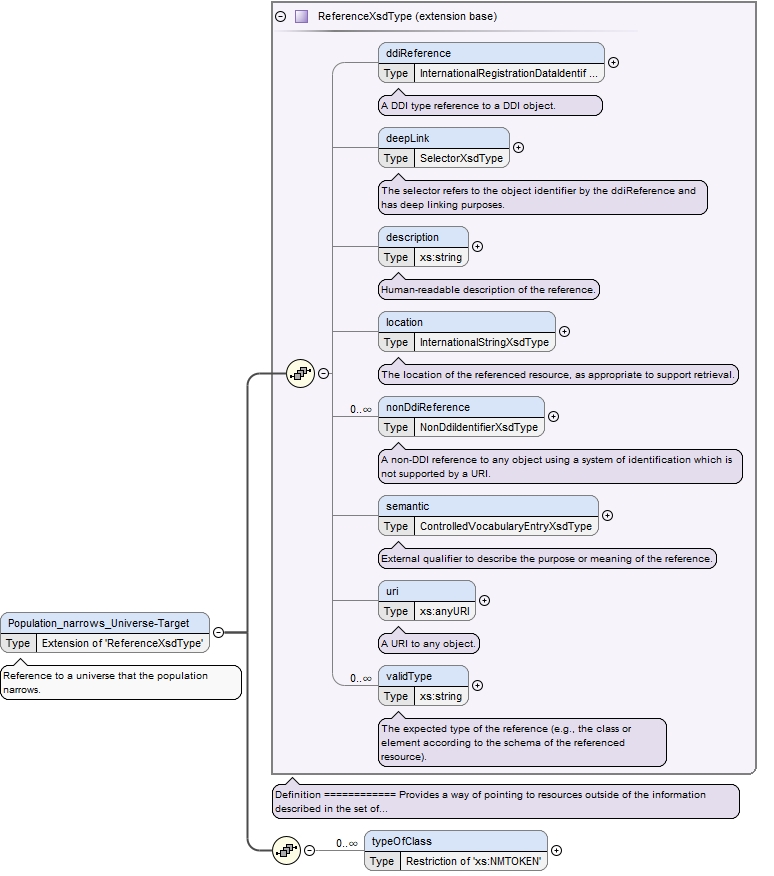 ReferenceXsdType (extension base)
ddiReference
Type InternationalRegistrationDataIdentif ...
A DDI type reference to a DDI object.
deepLink
Type SelectorXsdType
The selector refers to the object identifier by the ddiReference and
has deep linking purposes.
description
Type xs:string
Human-readable description of the reference.
location
Type InternationalStringXsdType
The location of the referenced resource, as appropriate to support retrieval.
0..∞ nonDdiReference
Type NonDdiIdentifierXsdType
A non-DDI reference to any object using a system of identification which is
not supported by a URI.
semantic
Type ControlledVocabularyEntryXsdType
External qualifier to describe the purpose or meaning of the reference.
uri
Type xs:anyURI
A URI to any object.
Population_narrows_Universe-Target
Type Extension of 'ReferenceXsdType'
Reference to a universe that the population
narrows.
0..∞ validType
Type xs:string
The expected type of the reference (e.g., the class or
element according to the schema of the referenced
resource).
Definition ============ Provides a way of pointing to resources outside of the information
described in the set of...
0..∞ typeOfClass
Type Restriction of 'xs:NMTOKEN'